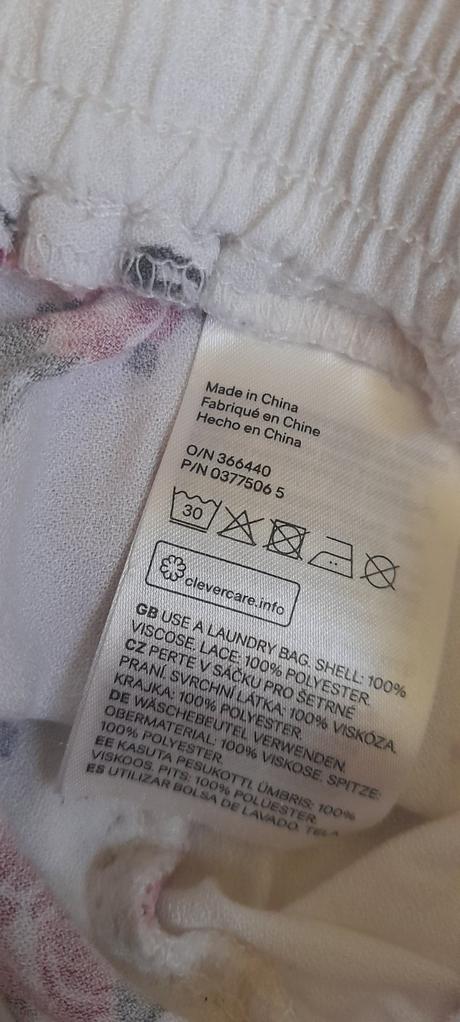 Made in China
Fabriqué en Chine
Hecho en China
O/N 366440
P/N 0377506 5
30
clevercare.info
GB USE A LAUNDRY BAG. SHELL: 100%
VISCOSE. LACE: 100% POLYESTER.
CZ PERTE V SÁČKU PRO ŠETRNÉ
PRANÍ. SVRCHNÍ LÁTKA: 100% VISKÓZA.
KRAJKA: 100% POLYESTER.
DE WÄSCHEBEUTEL VERWENDEN.
OBERMATERIAL: 100% VISKOSE. SPITZE:
100% POLYESTER.
EE KASUTA PESUKOTTI. ÜMBRIS: 100%
VISKOOS. PITS: 100% POLÜESTER.
ES UTILIZAR BOLSA DE LAVADO.